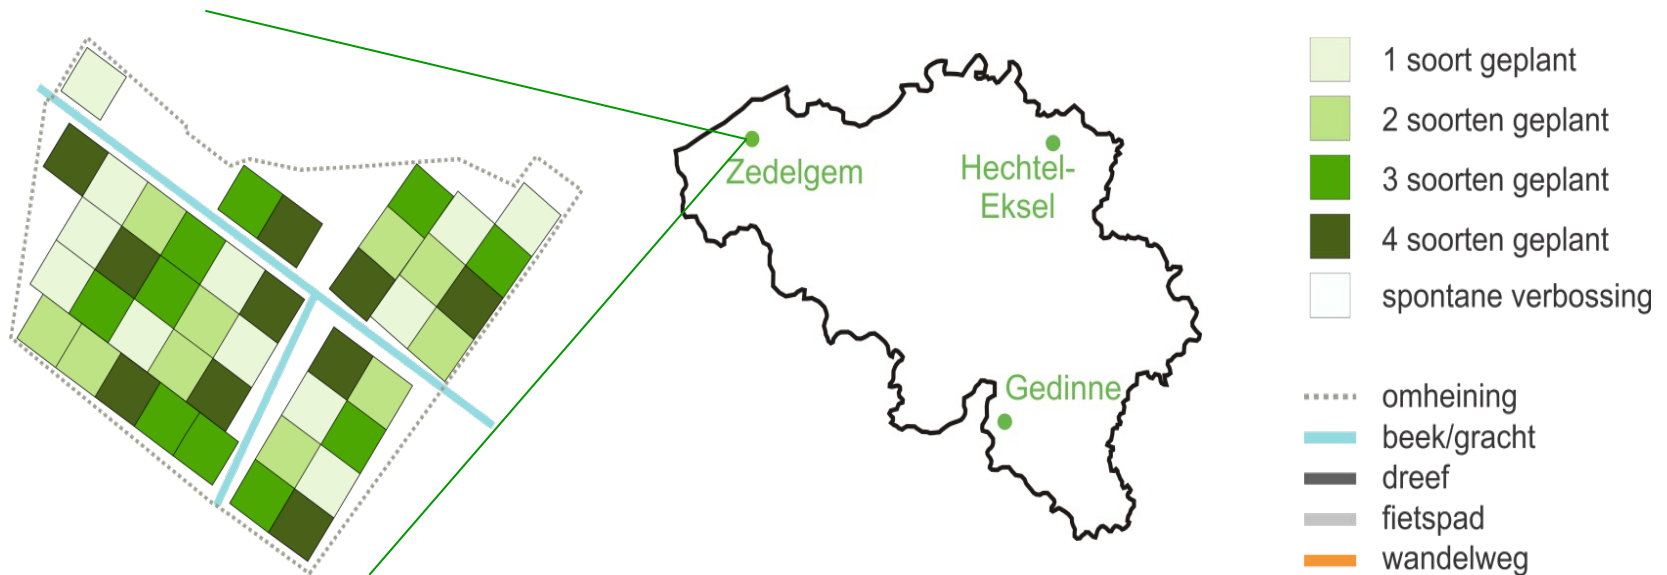 Zedelgem
Hechtel-
Eksel
Gedinne
1 soort geplant
2 soorten geplant
3 soorten geplant
4 soorten geplant
spontane verbossing
omheining
beek/gracht
dreef
fietspad
wandelweg